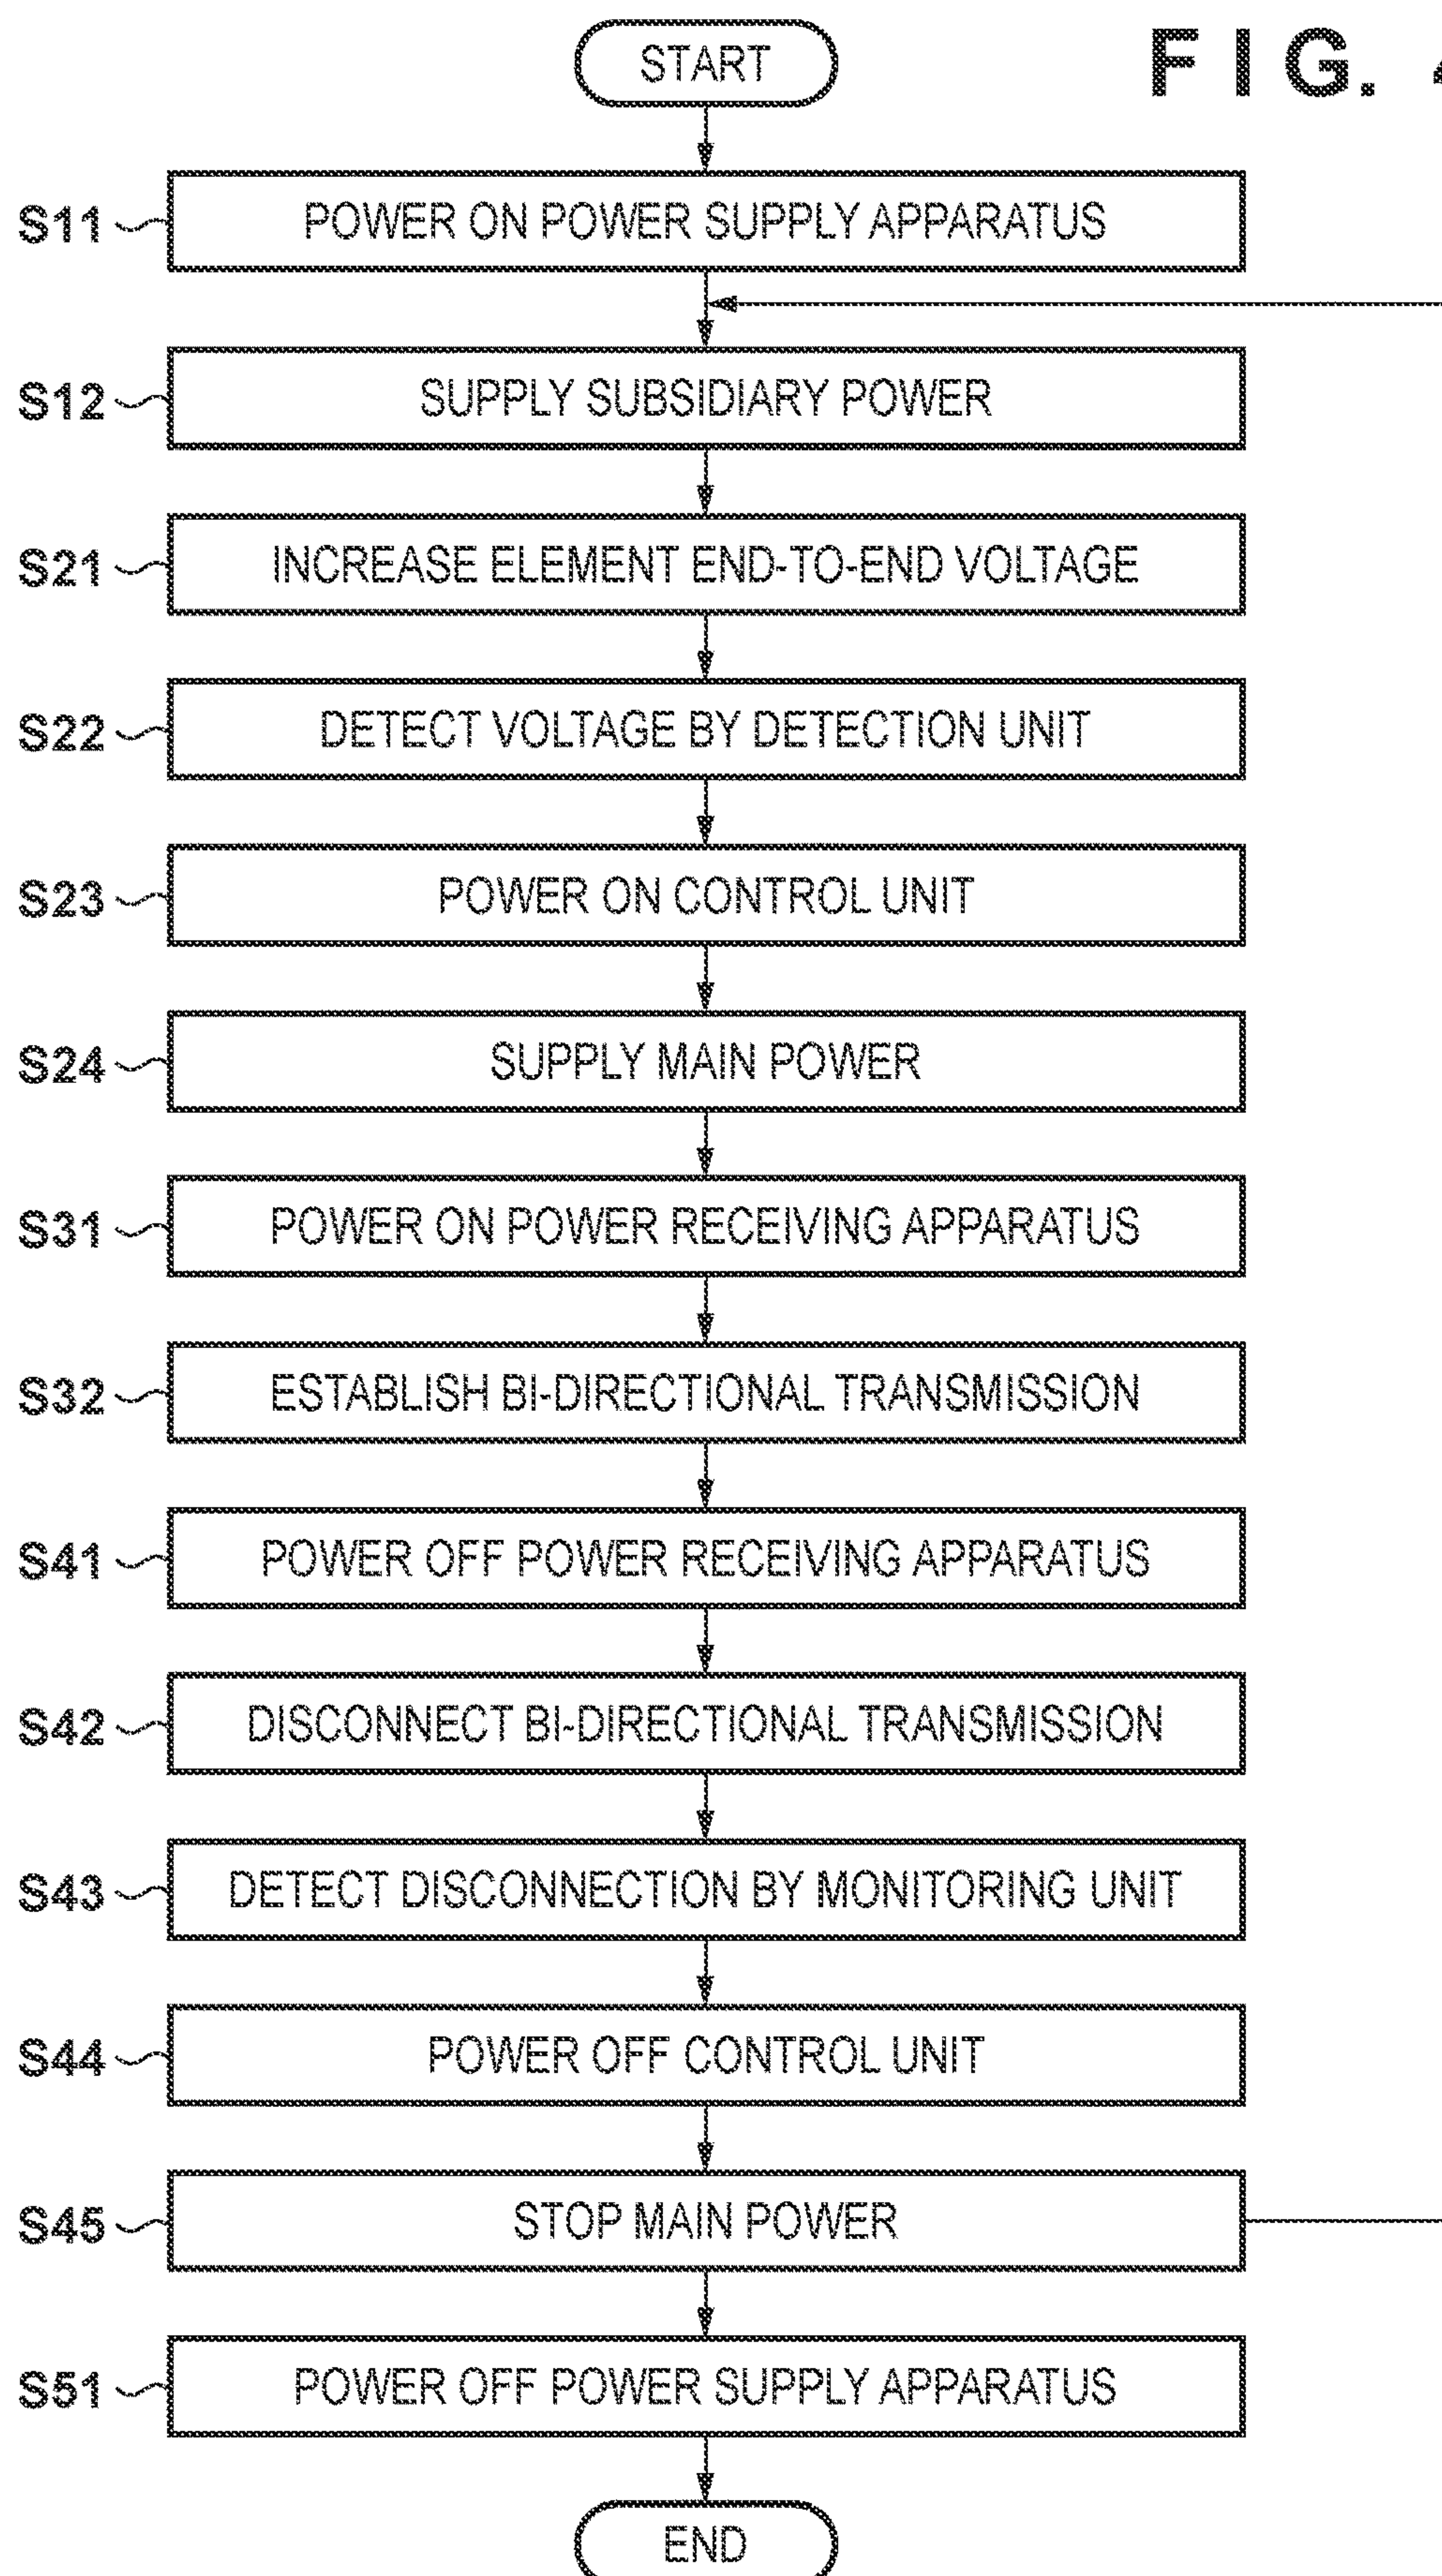 START
FIG.
S11 POWER ON POWER SUPPLY APPARATUS
S12 SUPPLY SUBSIDIARY POWER
S21 INCREASE ELEMENT END-TO-END VOLTAGE
S22 DETECT VOLTAGE BY DETECTION UNIT
S23 POWER ON CONTROL UNIT
S24 SUPPLY MAIN POWER
S31 POWER ON POWER RECEIVING APPARATUS
S32 ESTABLISH BI-DIRECTIONAL TRANSMISSION
S41 POWER OFF POWER RECEIVING APPARATUS
S42 DISCONNECT BI-DIRECTIONAL TRANSMISSION
S43 DETECT DISCONNECTION BY MONITORING UNIT
S44 POWER OFF CONTROL UNIT
S45 STOP MAIN POWER
S51 POWER OFF POWER SUPPLY APPARATUS
END